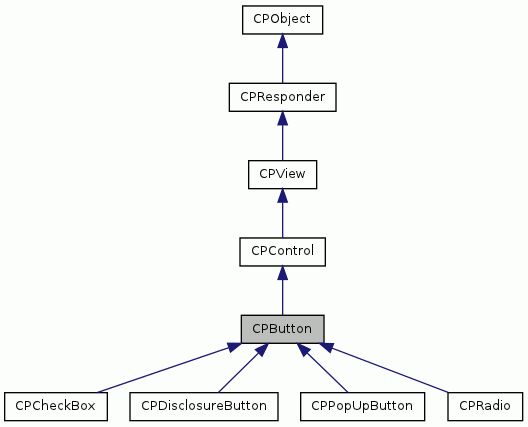 CPObject
CPResponder
CPView
CPControl
CPButton
CPCheckBox
CPDisclosureButton
CPPopUpButton
CPRadio